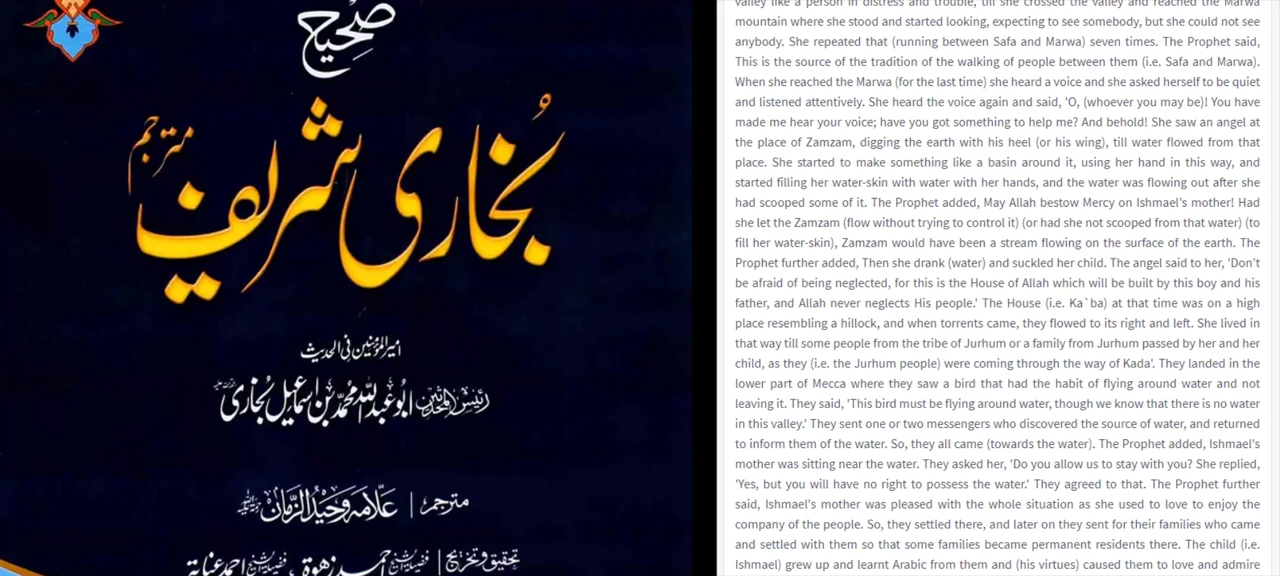 صحیح
بخاری شریف
مترجم
امیر المؤمنین فی الحدیث
رئیس المحدثین ابو عبداللہ محمد بن اسماعیل بخاری
مترجم | علامہ وحید الزمان
تحقیق و تخریج | فضیلۃ الشیخ احمد زھوۃ، فضیلۃ الشیخ احمد عنایۃ
valley like a person in distress and trouble, till she crossed the valley and reached the Marwa
mountain where she stood and started looking, expecting to see somebody, but she could not see
anybody. She repeated that (running between Safa and Marwa) seven times. The Prophet said,
This is the source of the tradition of the walking of people between them (i.e. Safa and Marwa).
When she reached the Marwa (for the last time) she heard a voice and she asked herself to be quiet
and listened attentively. She heard the voice again and said, 'O, (whoever you may be)! You have
made me hear your voice; have you got something to help me? And behold! She saw an angel at
the place of Zamzam, digging the earth with his heel (or his wing), till water flowed from that
place. She started to make something like a basin around it, using her hand in this way, and
started filling her water-skin with water with her hands, and the water was flowing out after she
had scooped some of it. The Prophet added, May Allah bestow Mercy on Ishmael's mother! Had
she let the Zamzam (flow without trying to control it) (or had she not scooped from that water) (to
fill her water-skin), Zamzam would have been a stream flowing on the surface of the earth. The
Prophet further added, Then she drank (water) and suckled her child. The angel said to her, 'Don't
be afraid of being neglected, for this is the House of Allah which will be built by this boy and his
father, and Allah never neglects His people.' The House (i.e. Ka`ba) at that time was on a high
place resembling a hillock, and when torrents came, they flowed to its right and left. She lived in
that way till some people from the tribe of Jurhum or a family from Jurhum passed by her and her
child, as they (i.e. the Jurhum people) were coming through the way of Kada'. They landed in the
lower part of Mecca where they saw a bird that had the habit of flying around water and not
leaving it. They said, 'This bird must be flying around water, though we know that there is no water
in this valley.' They sent one or two messengers who discovered the source of water, and returned
to inform them of the water. So, they all came (towards the water). The Prophet added, Ishmael's
mother was sitting near the water. They asked her, 'Do you allow us to stay with you? She replied,
'Yes, but you will have no right to possess the water.' They agreed to that. The Prophet further
said, Ishmael's mother was pleased with the whole situation as she used to love to enjoy the
company of the people. So, they settled there, and later on they sent for their families who came
and settled with them so that some families became permanent residents there. The child (i.e.
Ishmael) grew up and learnt Arabic from them and (his virtues) caused them to love and admire